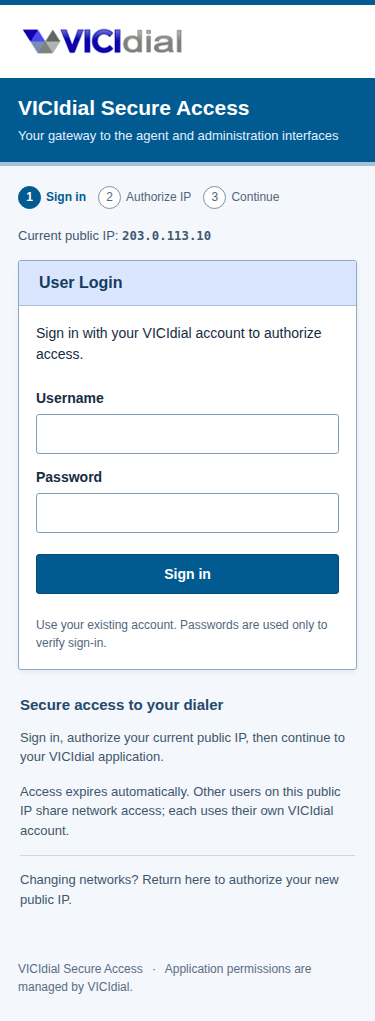 VICIdial
VICIdial Secure Access
Your gateway to the agent and administration interfaces
1 Sign in 2 Authorize IP 3 Continue
Current public IP: 203.0.113.10
User Login
Sign in with your VICIdial account to authorize
access.
Username
Password
Sign in
Use your existing account. Passwords are used only to
verify sign-in.
Secure access to your dialer
Sign in, authorize your current public IP, then continue to
your VICIdial application.
Access expires automatically. Other users on this public
IP share network access; each uses their own VICIdial
account.
Changing networks? Return here to authorize your new
public IP.
VICIdial Secure Access · Application permissions are
managed by VICIdial.